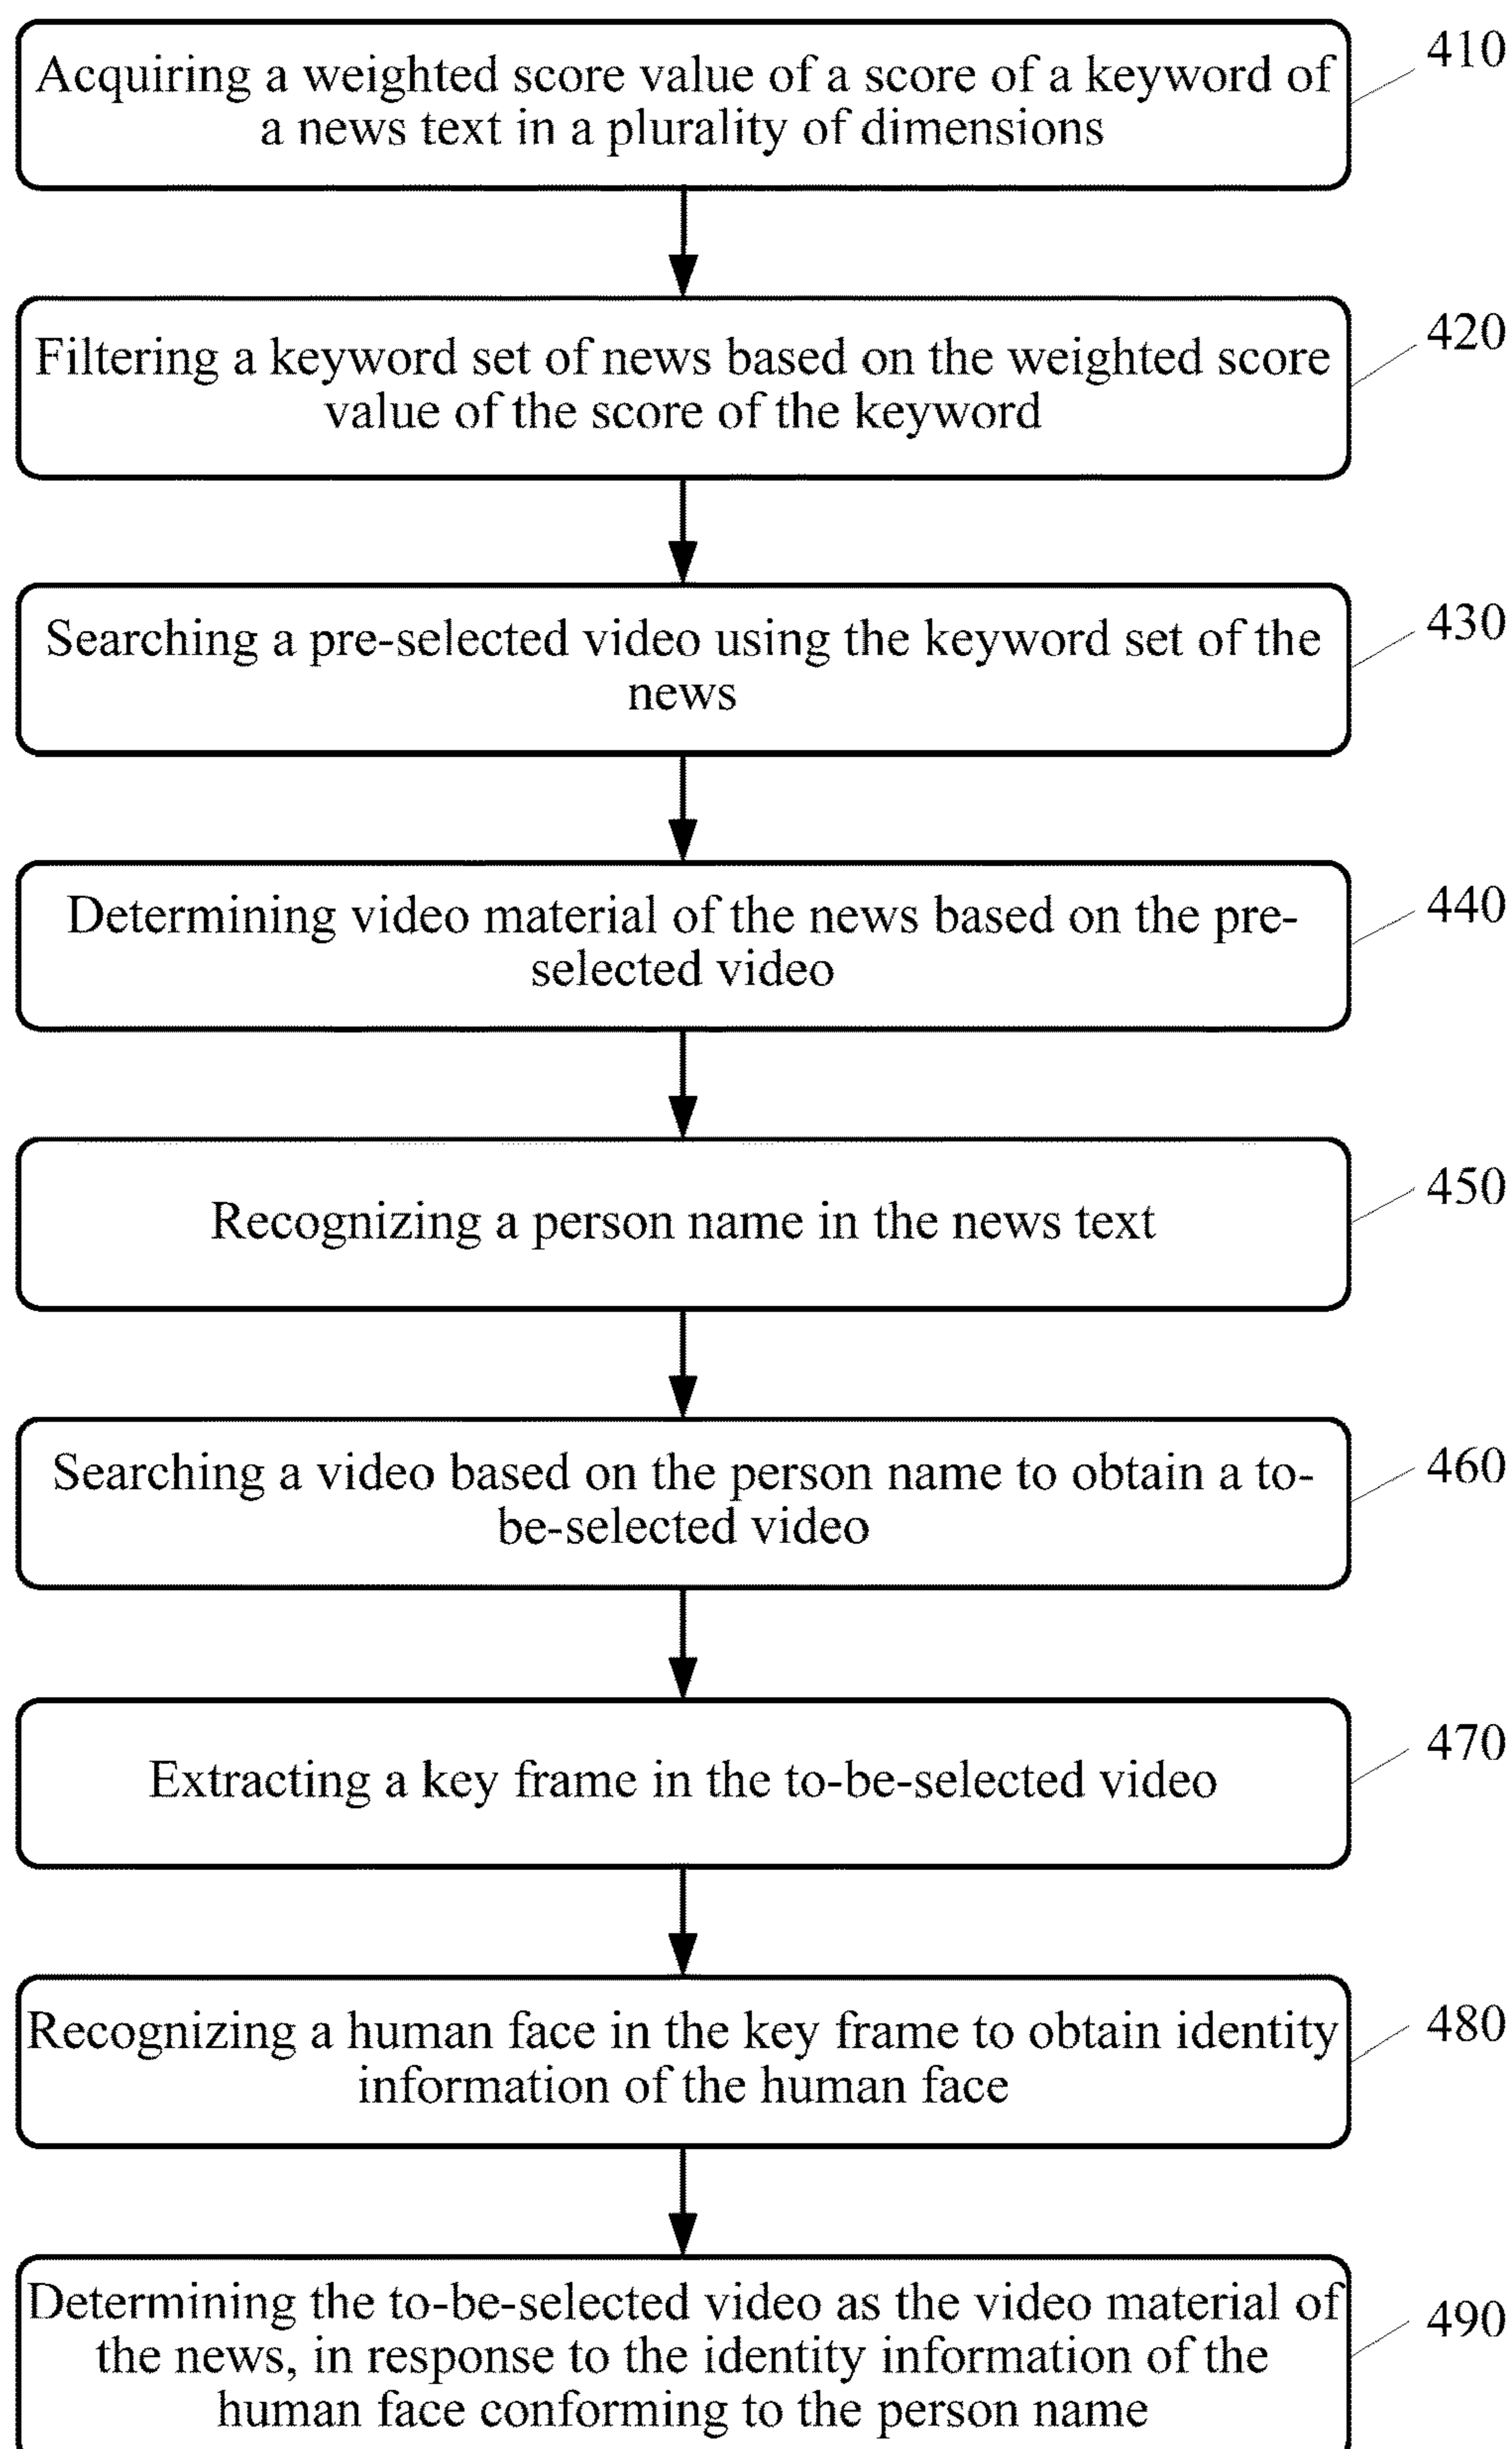 Acquiring a weighted score value of a score of a keyword of
a news text in a plurality of dimensions
410
Filtering a keyword set of news based on the weighted score
value of the score of the keyword
420
Searching a pre-selected video using the keyword set of the
news
430
Determining video material of the news based on the pre-
selected video
440
Recognizing a person name in the news text
450
Searching a video based on the person name to obtain a to-
be-selected video
460
Extracting a key frame in the to-be-selected video
470
Recognizing a human face in the key frame to obtain identity
information of the human face
480
Determining the to-be-selected video as the video material of
the news, in response to the identity information of the
human face conforming to the person name
490